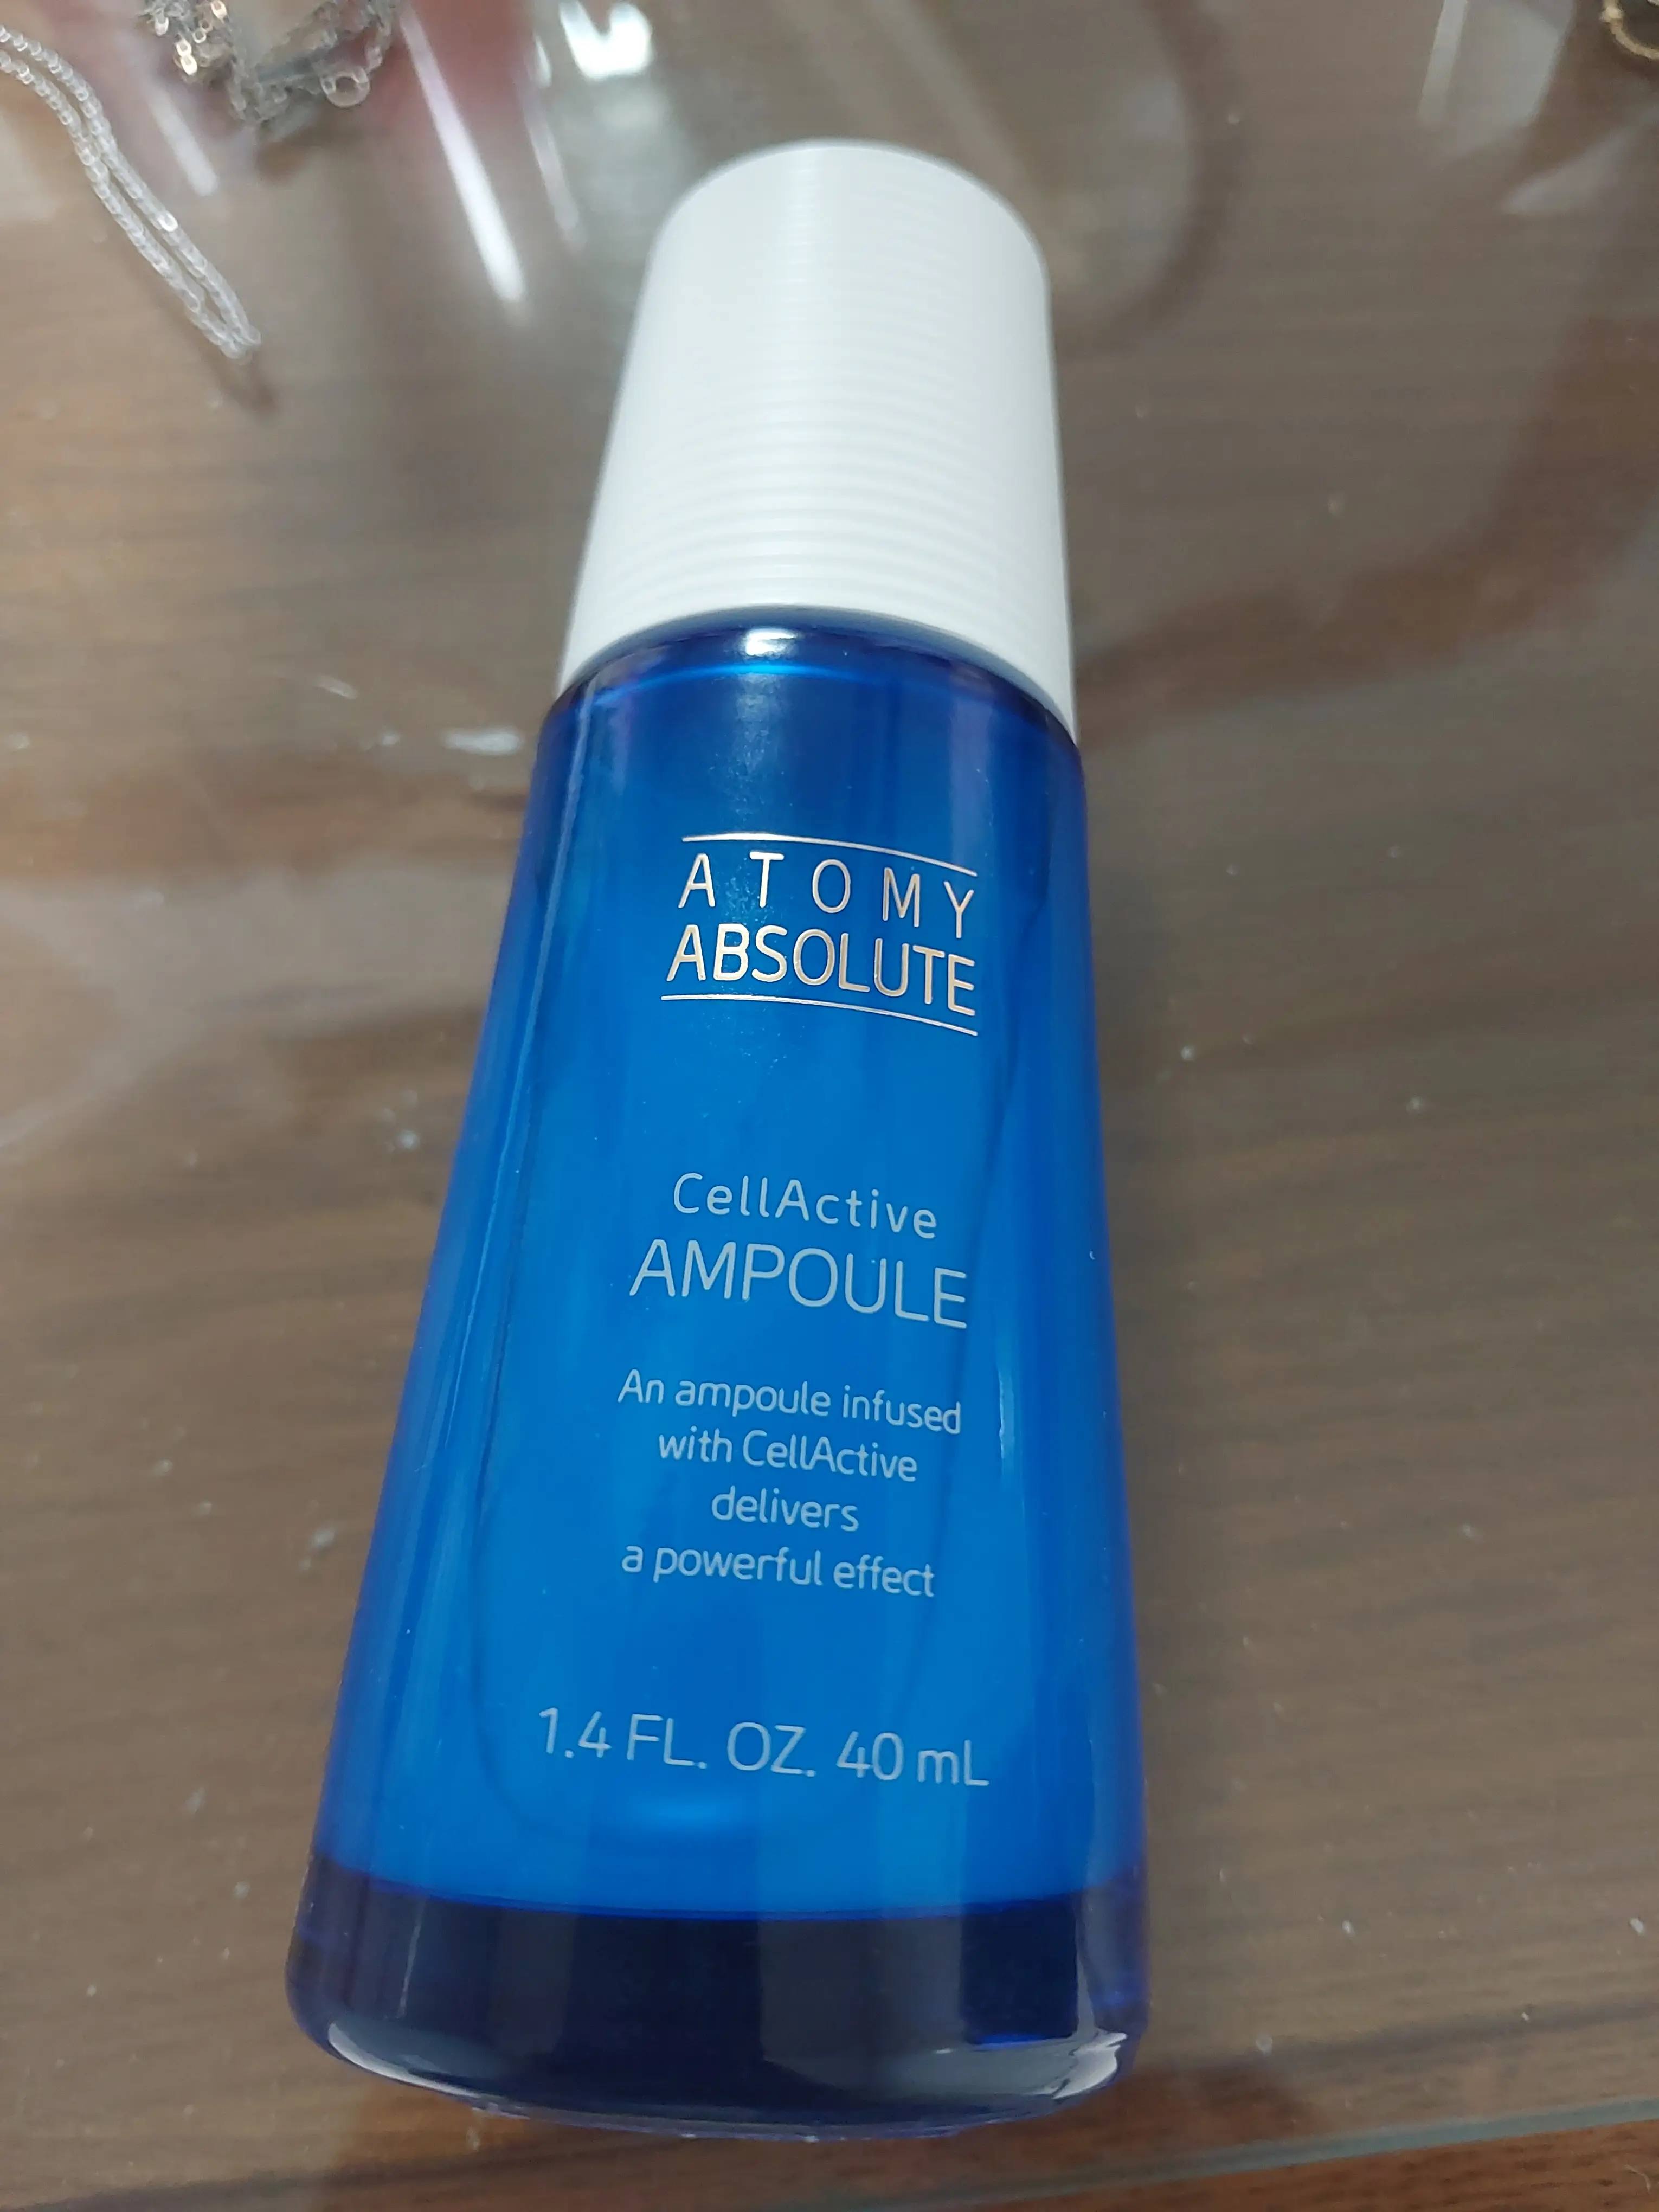 ATOMY
ABSOLUTE
CellActive
AMPOULE
An ampoule infused
with CellActive
delivers
a powerful effect
1.4 FL. OZ. 40 mL